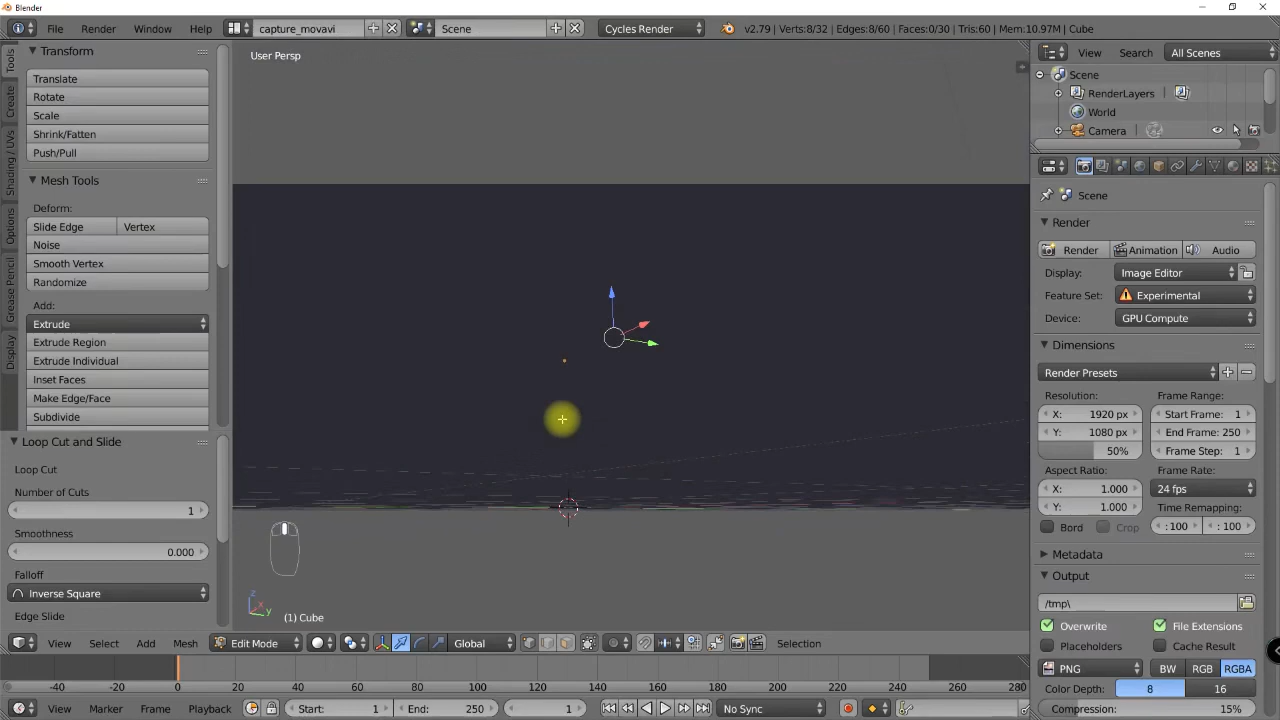 Blender
File Render Window Help capture_movavi Scene Cycles Render v2.79 | Verts:8/32 | Edges:8/60 | Faces:0/30 | Tris:60 | Mem:10.97M | Cube
Tools
Create
Shading / UVs
Options
Grease Pencil
Display
Transform
Translate
Rotate
Scale
Shrink/Fatten
Push/Pull
Mesh Tools
Deform:
Slide Edge Vertex
Noise
Smooth Vertex
Randomize
Add:
Extrude
Extrude Region
Extrude Individual
Inset Faces
Make Edge/Face
Subdivide
Loop Cut and Slide
Loop Cut
Number of Cuts
1
Smoothness
0.000
Falloff
Inverse Square
Edge Slide
User Persp
z
x
y
(1) Cube
View Select Add Mesh Edit Mode Global Selection
-40 -20 0 20 40 60 80 100 120 140 160 180 200 220 240 260 280
View Marker Frame Playback Start: 1 End: 250 1 No Sync
View Search All Scenes
Scene
RenderLayers |
World
Camera
Scene
Render
Render Animation Audio
Display: Image Editor
Feature Set: Experimental
Device: GPU Compute
Dimensions
Render Presets
Resolution: Frame Range:
X: 1920 px Start Frame: 1
Y: 1080 px End Frame: 250
50% Frame Step: 1
Aspect Ratio: Frame Rate:
X: 1.000 24 fps
Y: 1.000 Time Remapping:
Bord Crop : 100 : 100
Metadata
Output
/tmp\
Overwrite File Extensions
Placeholders Cache Result
PNG BW RGB RGBA
Color Depth: 8 16
Compression: 15%